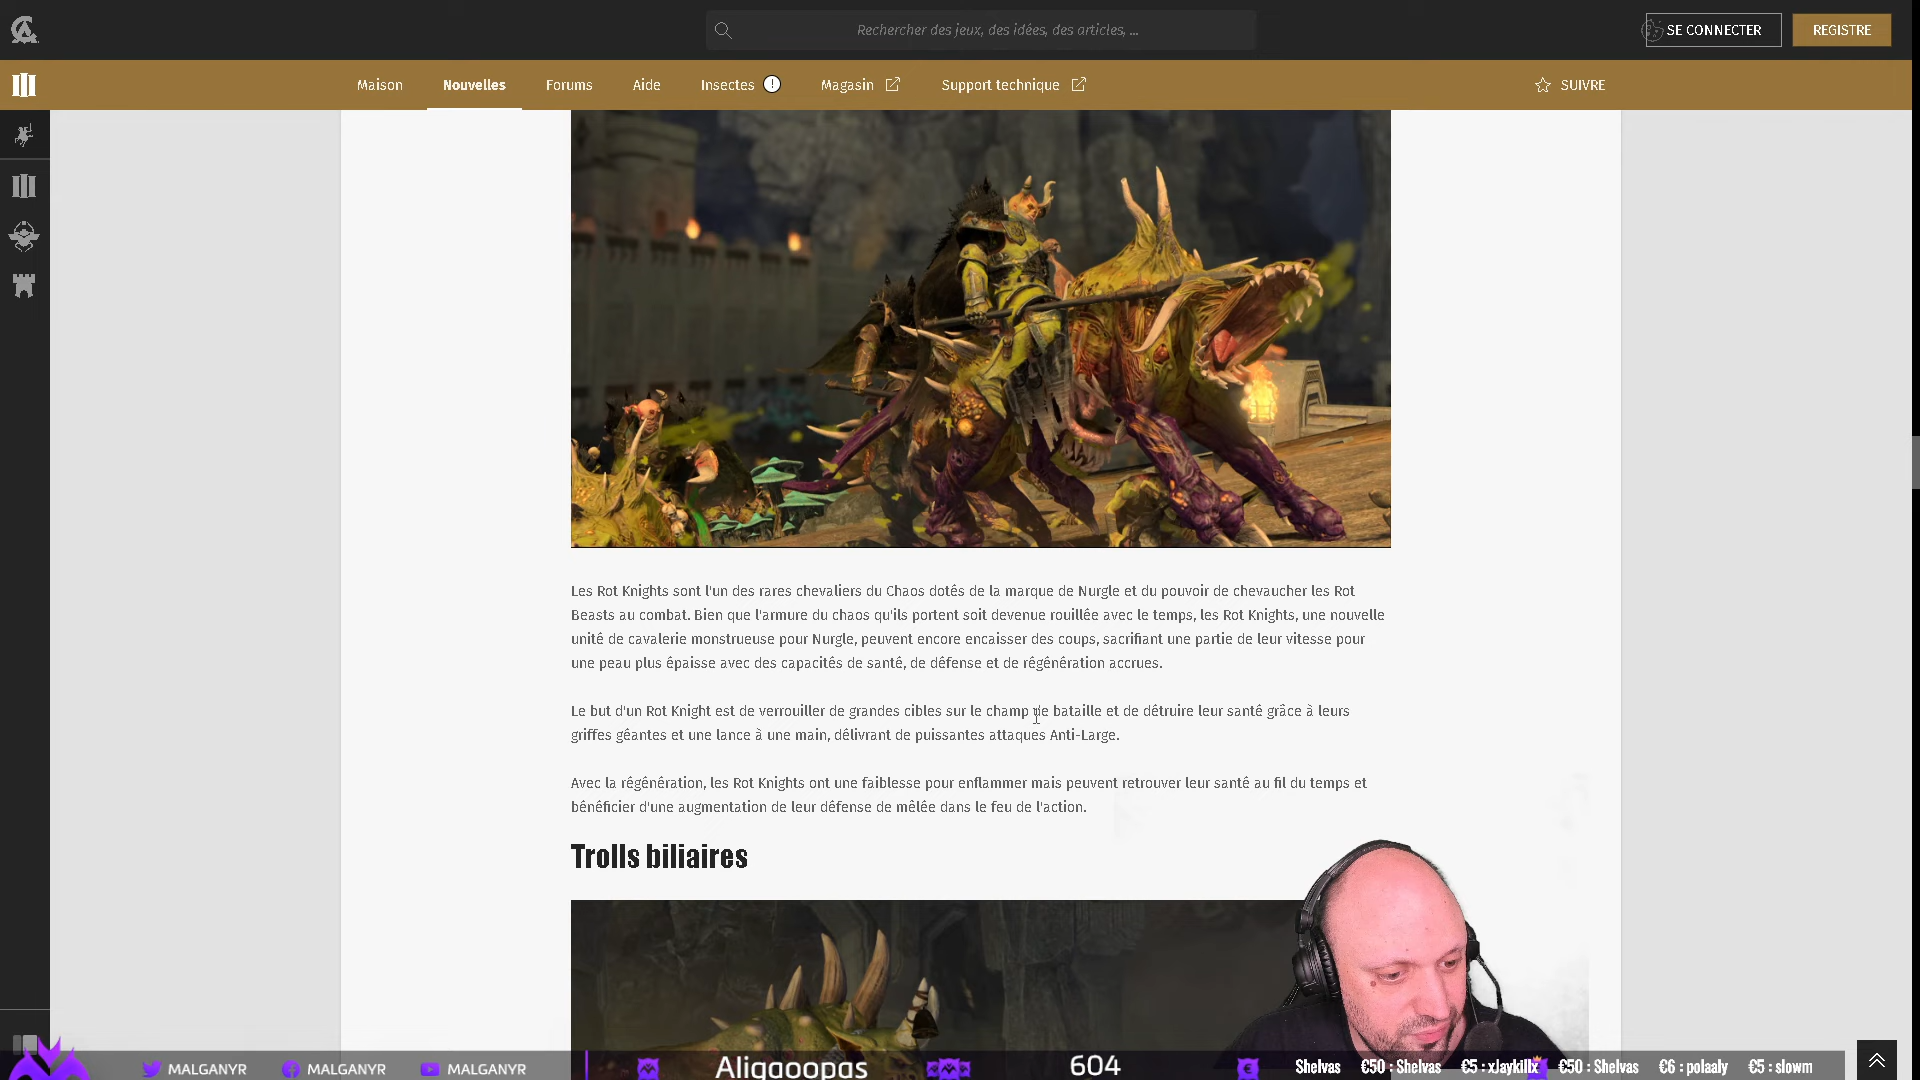 Rechercher des jeux, des idées, des articles, ...
SE CONNECTER
REGISTRE
Maison
Nouvelles
Forums
Aide
Insectes !
Magasin
Support technique
SUIVRE
Les Rot Knights sont l'un des rares chevaliers du Chaos dotés de la marque de Nurgle et du pouvoir de chevaucher les Rot
Beasts au combat. Bien que l'armure du chaos qu'ils portent soit devenue rouillée avec le temps, les Rot Knights, une nouvelle
unité de cavalerie monstrueuse pour Nurgle, peuvent encore encaisser des coups, sacrifiant une partie de leur vitesse pour
une peau plus épaisse avec des capacités de santé, de défense et de régénération accrues.
Le but d'un Rot Knight est de verrouiller de grandes cibles sur le champ de bataille et de détruire leur santé grâce à leurs
griffes géantes et une lance à une main, délivrant de puissantes attaques Anti-Large.
Avec la régénération, les Rot Knights ont une faiblesse pour enflammer mais peuvent retrouver leur santé au fil du temps et
bénéficier d'une augmentation de leur défense de mêlée dans le feu de l'action.
Trolls biliaires
MALGANYR
MALGANYR
MALGANYR
Aligaoopas
604
Shelvas
€50 : Shelvas
€5 : xJaykillx
€50 : Shelvas
€6 : polaaly
€5 : slowm